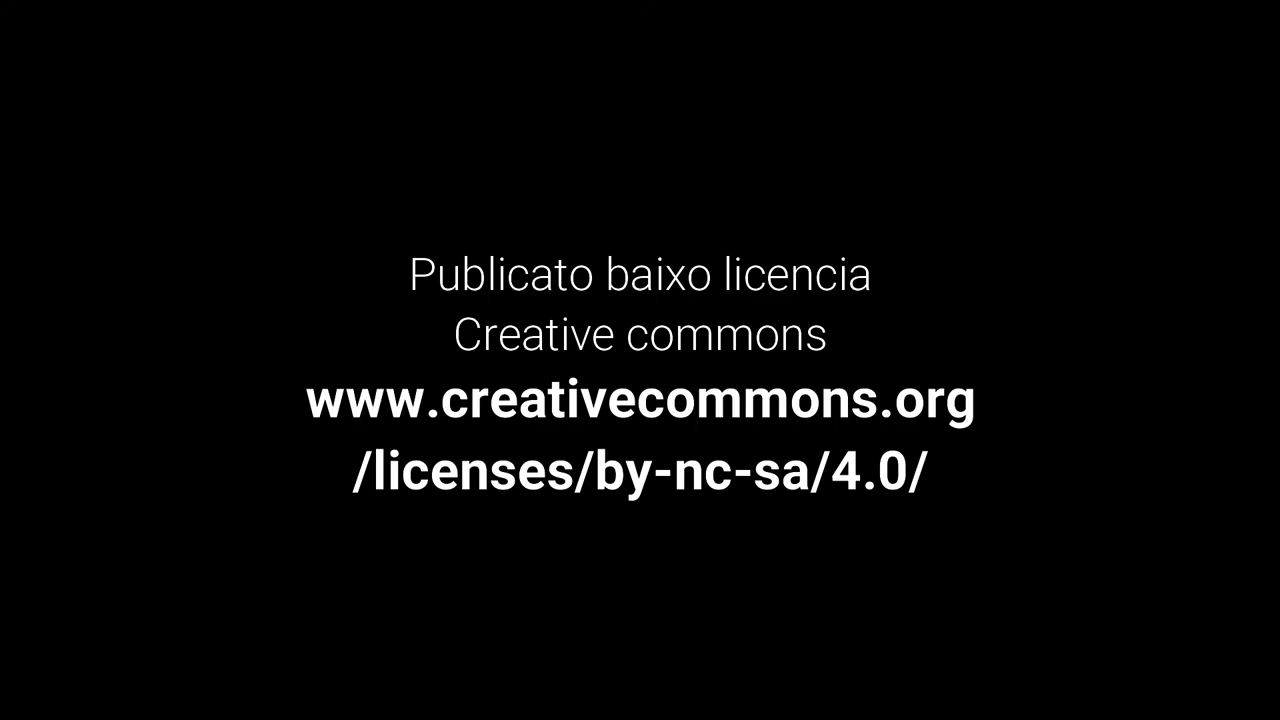 Publicato baixo licencia
Creative commons
www.creativecommons.org
/licenses/by-nc-sa/4.0/